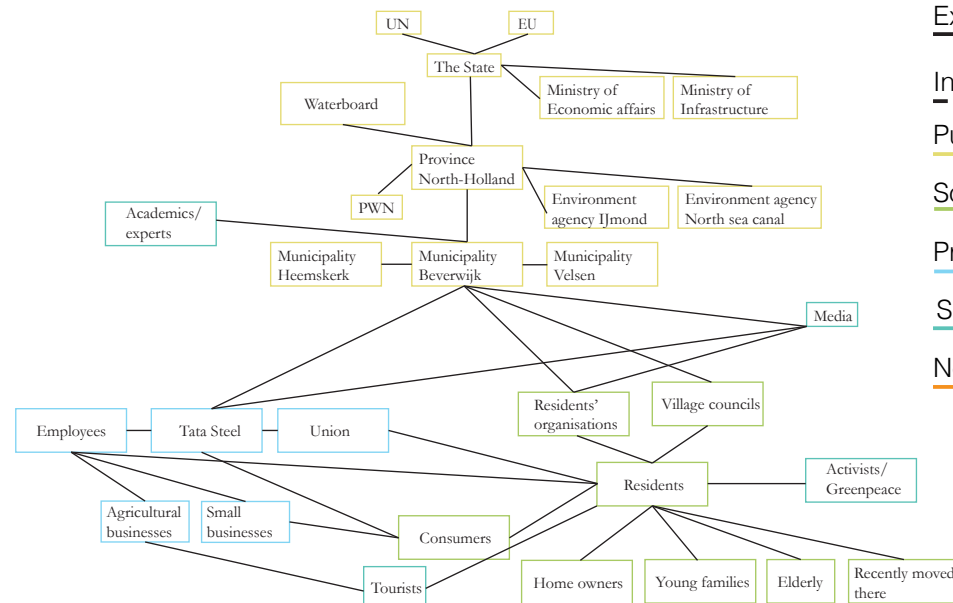 UN
EU
The State
Ministry of
Economic affairs
Ministry of
Infrastructure
Waterboard
Province
North-Holland
PWN
Environment
agency IJmond
Environment agency
North sea canal
Academics/
experts
Municipality
Heemskerk
Municipality
Beverwijk
Municipality
Velsen
Media
Employees
Tata Steel
Union
Residents'
organisations
Village councils
Agricultural
businesses
Small
businesses
Consumers
Tourists
Residents
Activists/
Greenpeace
Home owners
Young families
Elderly
Recently moved
there